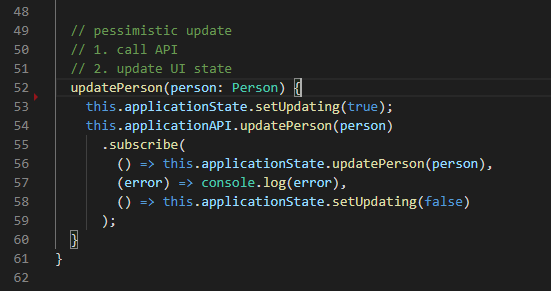 48
49 // pessimistic update
50 // 1. call API
51 // 2. update UI state
52 updatePerson(person: Person) {
53 this.applicationState.setUpdating(true);
54 this.applicationAPI.updatePerson(person)
55 .subscribe(
56 () => this.applicationState.updatePerson(person),
57 (error) => console.log(error),
58 () => this.applicationState.setUpdating(false)
59 );
60 }
61 }
62